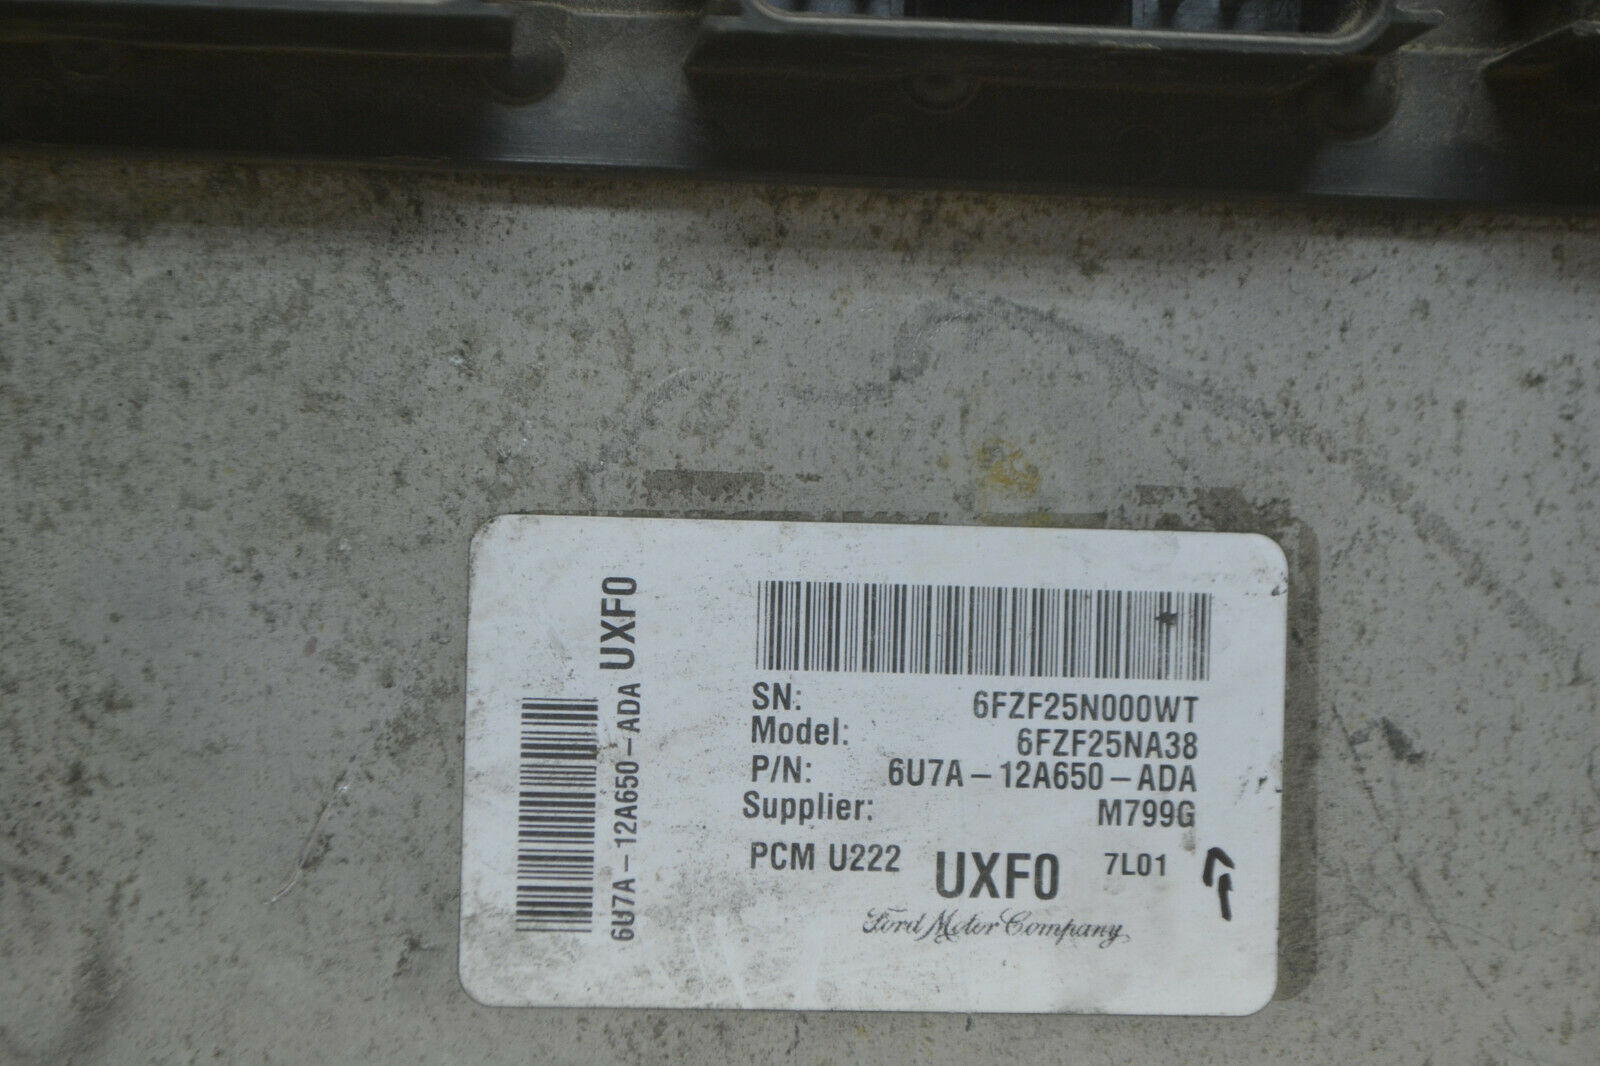 SN: 6FZF25N000WT
Model: 6FZF25NA38
P/N: 6U7A-12A650-ADA
Supplier: M799G
PCM U222 UXF0 7L01
Ford Motor Company
6U7A-12A650-ADA UXF0